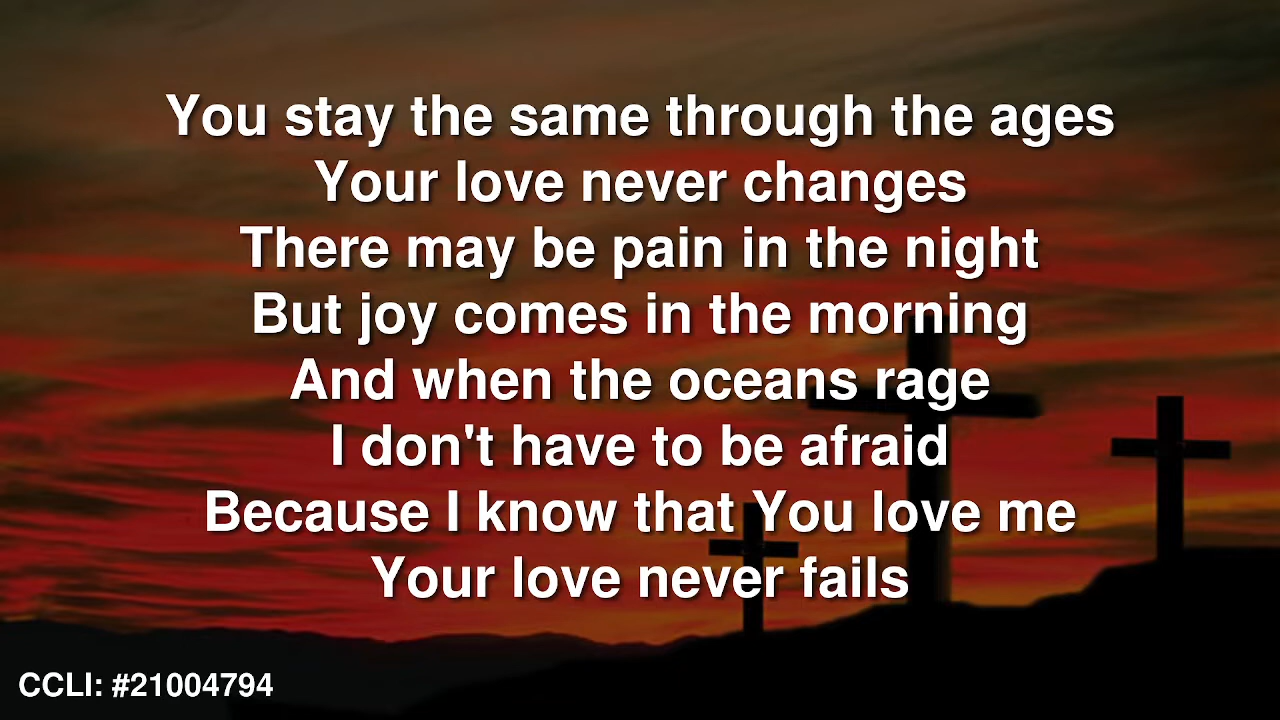 You stay the same through the ages
Your love never changes
There may be pain in the night
But joy comes in the morning
And when the oceans rage
I don't have to be afraid
Because I know that You love me
Your love never fails
CCLI: #21004794